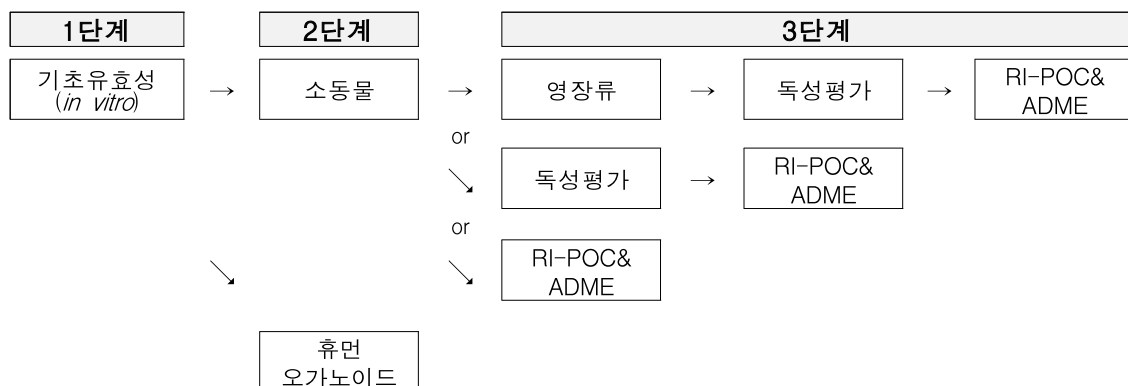 1단계 2단계 3단계
기초유효성
(in vitro)
→ 소동물 → 영장류 → 독성평가 → RI-POC&
ADME
or
↘ 독성평가 → RI-POC&
ADME
or
↘ ↘ RI-POC&
ADME
휴먼
오가노이드